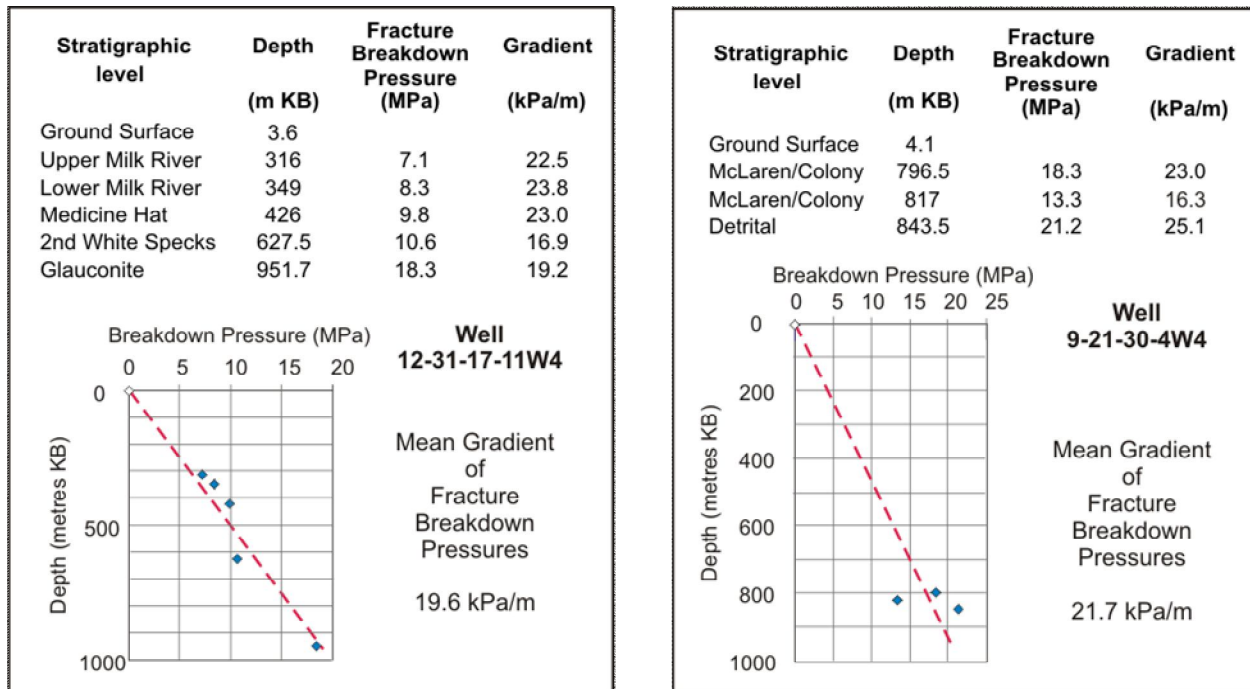 Stratigraphic level Depth (m KB) Fracture Breakdown Pressure (MPa) Gradient (kPa/m)
Ground Surface 3.6
Upper Milk River 316 7.1 22.5
Lower Milk River 349 8.3 23.8
Medicine Hat 426 9.8 23.0
2nd White Specks 627.5 10.6 16.9
Glauconite 951.7 18.3 19.2
Breakdown Pressure (MPa)
0 5 10 15 20
0
500
1000
Depth (metres KB)
Well
12-31-17-11W4
Mean Gradient
of
Fracture
Breakdown
Pressures
19.6 kPa/m
Stratigraphic level Depth (m KB) Fracture Breakdown Pressure (MPa) Gradient (kPa/m)
Ground Surface 4.1
McLaren/Colony 796.5 18.3 23.0
McLaren/Colony 817 13.3 16.3
Detrital 843.5 21.2 25.1
Breakdown Pressure (MPa)
0 5 10 15 20 25
0
200
400
600
800
1000
Depth (metres KB)
Well
9-21-30-4W4
Mean Gradient
of
Fracture
Breakdown
Pressures
21.7 kPa/m